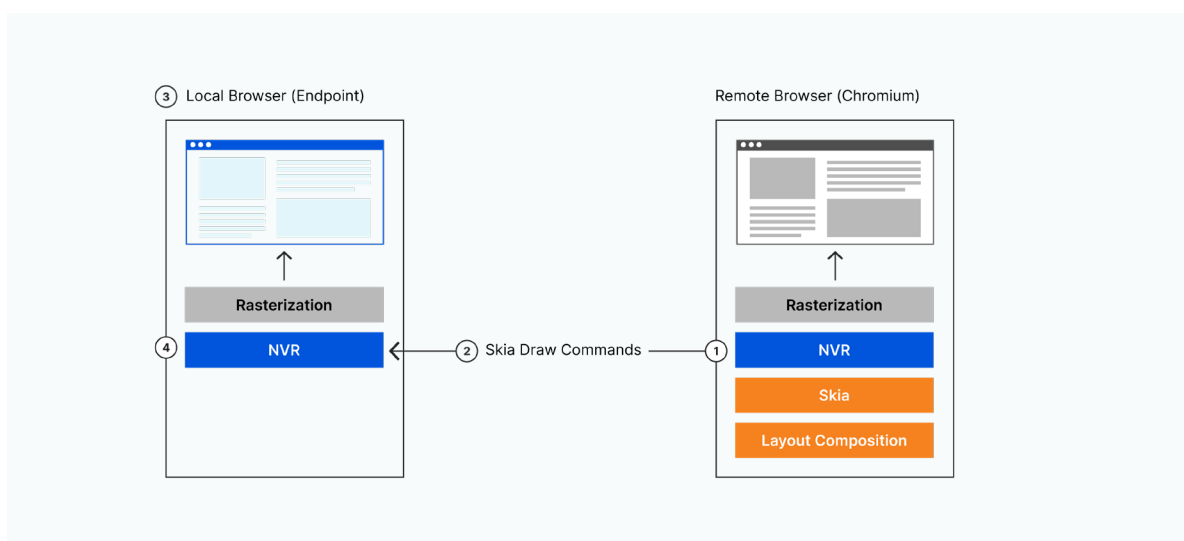 3 Local Browser (Endpoint)
Remote Browser (Chromium)
Rasterization
Rasterization
4 NVR
2 Skia Draw Commands
1 NVR
Skia
Layout Composition